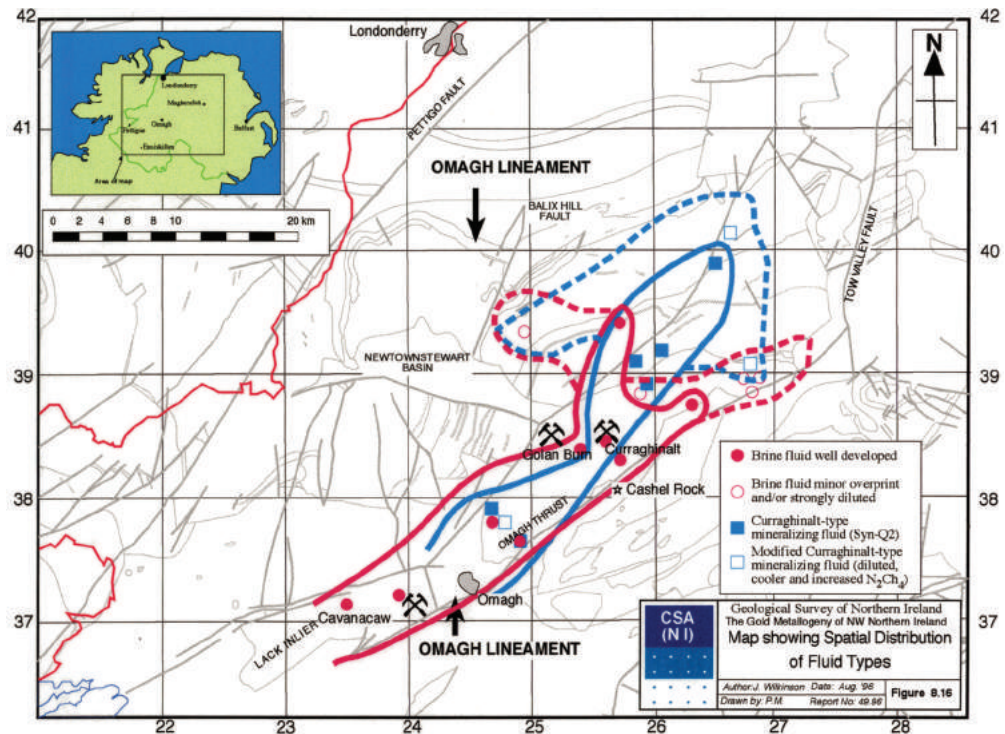 42
42
41
41
40
40
39
39
38
38
37
37
22
23
24
25
26
27
28
Londonderry
Londonderry
Magherafelt
Omagh
Pettigoe
Belfast
Enniskillen
Area of map
0 2 4 6 8 10 20 km
N
PETTIGO FAULT
OMAGH LINEAMENT
BALIX HILL
FAULT
TOW VALLEY FAULT
NEWTOWNSTEWART
BASIN
Golan Burn
Curraghinalt
Cashel Rock
OMAGH THRUST
Omagh
Cavanacaw
LACK INLIER
OMAGH LINEAMENT
Brine fluid well developed
Brine fluid minor overprint
and/or strongly diluted
Curraghinalt-type
mineralizing fluid (Syn-Q2)
Modified Curraghinalt-type
mineralizing fluid (diluted,
cooler and increased N₂Ch₄)
CSA
(N I)
Geological Survey of Northern Ireland
The Gold Metallogeny of NW Northern Ireland
Map showing Spatial Distribution
of Fluid Types
Author:J. Wilkinson Date: Aug. '96
Drawn by: P.M. Report No: 49.96
Figure 8.16